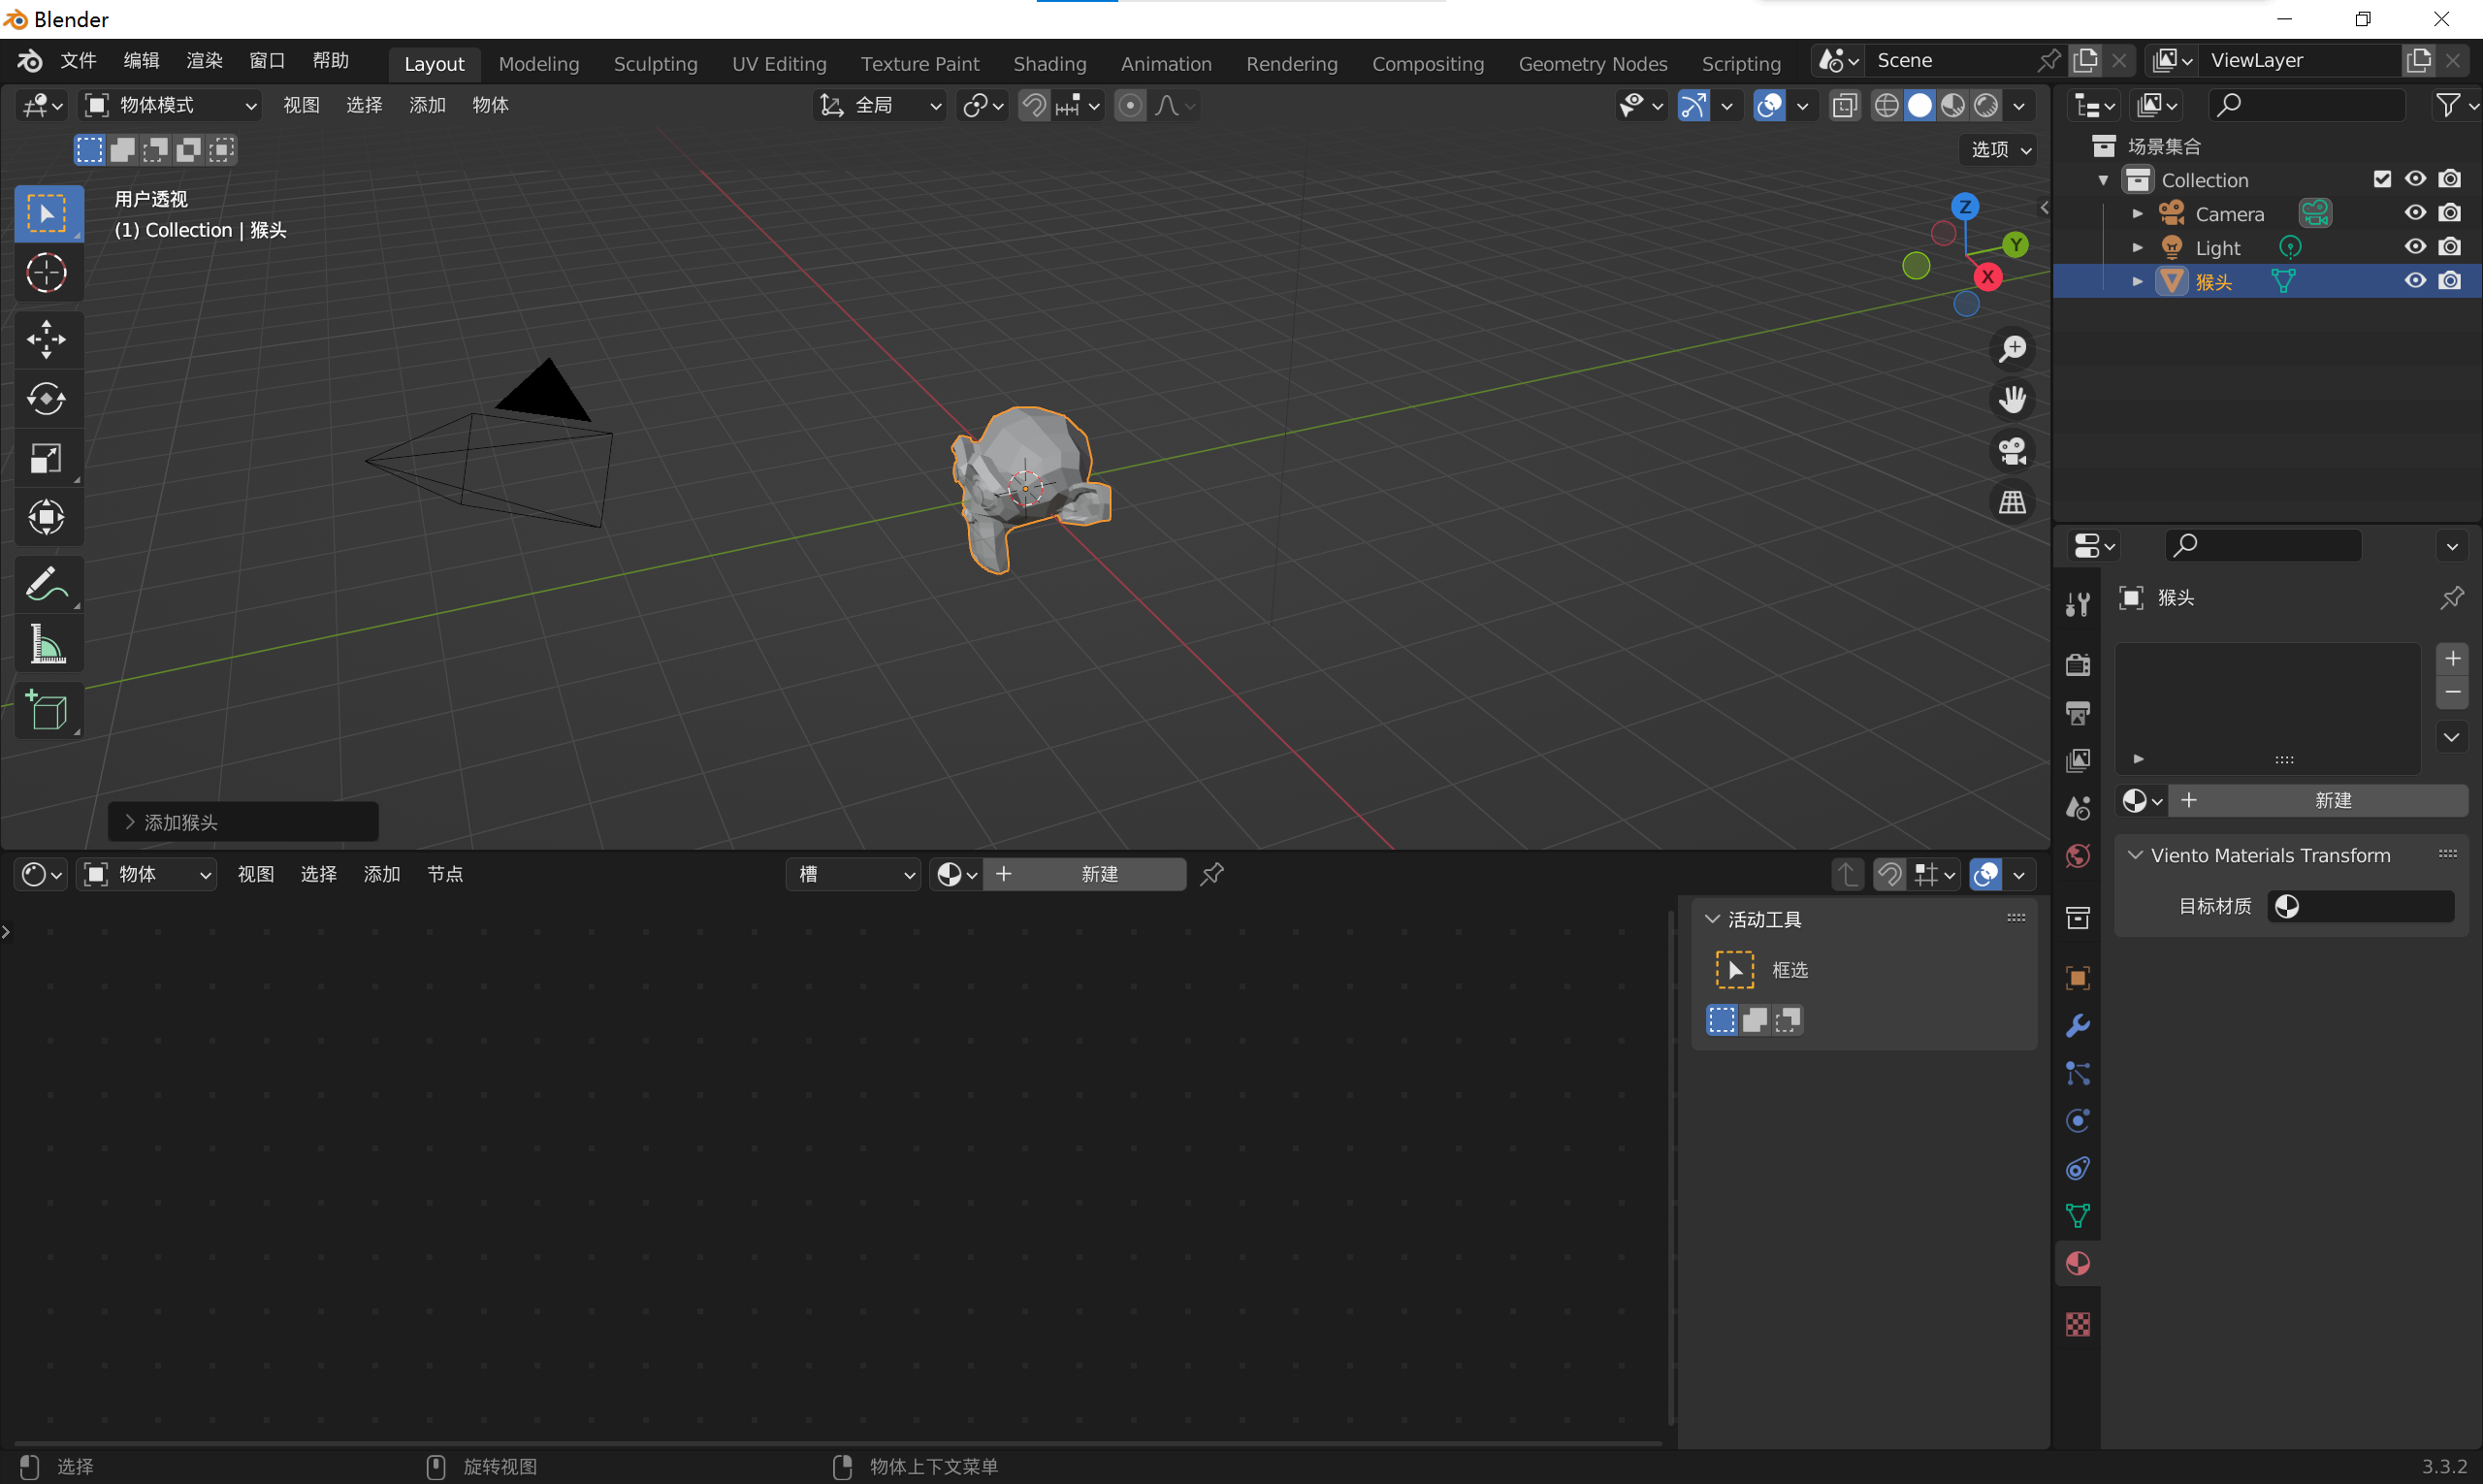 Blender
文件 编辑 渲染 窗口 帮助 Layout Modeling Sculpting UV Editing Texture Paint Shading Animation Rendering Compositing Geometry Nodes Scripting Scene ViewLayer
物体模式 视图 选择 添加 物体 全局
选项
用户透视
(1) Collection | 猴头
Z
Y
X
添加猴头
场景集合
Collection
Camera
Light
猴头
猴头
新建
Viento Materials Transform
目标材质
物体 视图 选择 添加 节点 槽 新建
活动工具
框选
选择 旋转视图 物体上下文菜单 3.3.2